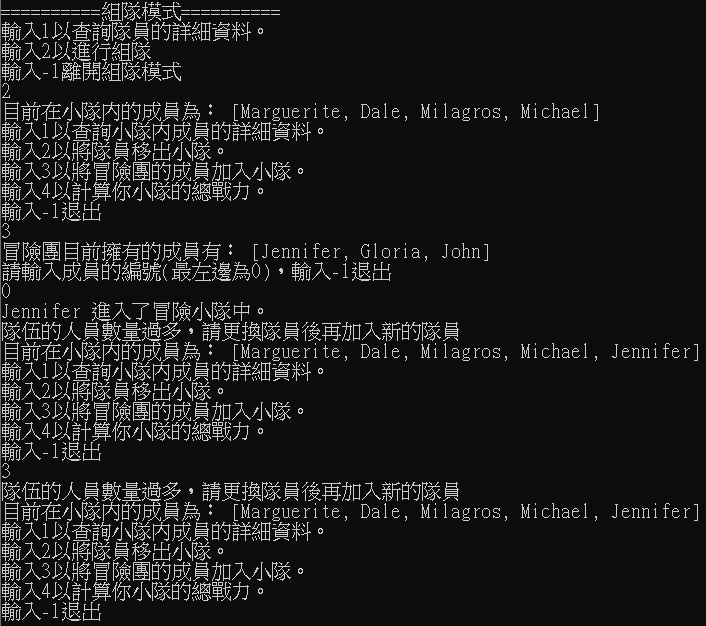 ==========組隊模式==========
輸入1以查詢隊員的詳細資料。
輸入2以進行組隊
輸入-1離開組隊模式
2
目前在小隊內的成員為： [Marguerite, Dale, Milagros, Michael]
輸入1以查詢小隊內成員的詳細資料。
輸入2以將隊員移出小隊。
輸入3以將冒險團的成員加入小隊。
輸入4以計算你小隊的總戰力。
輸入-1退出
3
冒險團目前擁有的成員有： [Jennifer, Gloria, John]
請輸入成員的編號(最左邊為0)，輸入-1退出
0
Jennifer 進入了冒險小隊中。
隊伍的人員數量過多，請更換隊員後再加入新的隊員
目前在小隊內的成員為： [Marguerite, Dale, Milagros, Michael, Jennifer]
輸入1以查詢小隊內成員的詳細資料。
輸入2以將隊員移出小隊。
輸入3以將冒險團的成員加入小隊。
輸入4以計算你小隊的總戰力。
輸入-1退出
3
隊伍的人員數量過多，請更換隊員後再加入新的隊員
目前在小隊內的成員為： [Marguerite, Dale, Milagros, Michael, Jennifer]
輸入1以查詢小隊內成員的詳細資料。
輸入2以將隊員移出小隊。
輸入3以將冒險團的成員加入小隊。
輸入4以計算你小隊的總戰力。
輸入-1退出